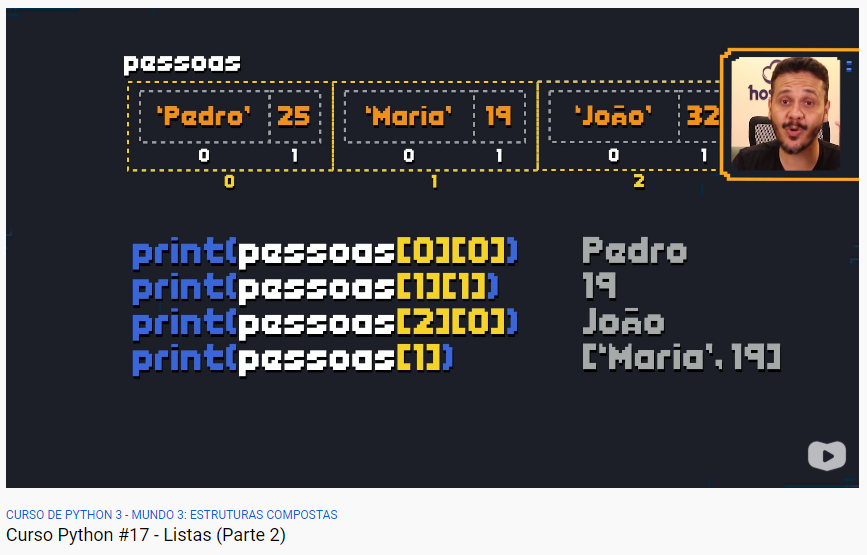 pessoas
'Pedro' 25 'Maria' 19 'João' 32
0 1 0 1 0 1
0 1 2
print(pessoas[0][0]) Pedro
print(pessoas[1][1]) 19
print(pessoas[2][0]) João
print(pessoas[1]) ['Maria', 19]
CURSO DE PYTHON 3 - MUNDO 3: ESTRUTURAS COMPOSTAS
Curso Python #17 - Listas (Parte 2)